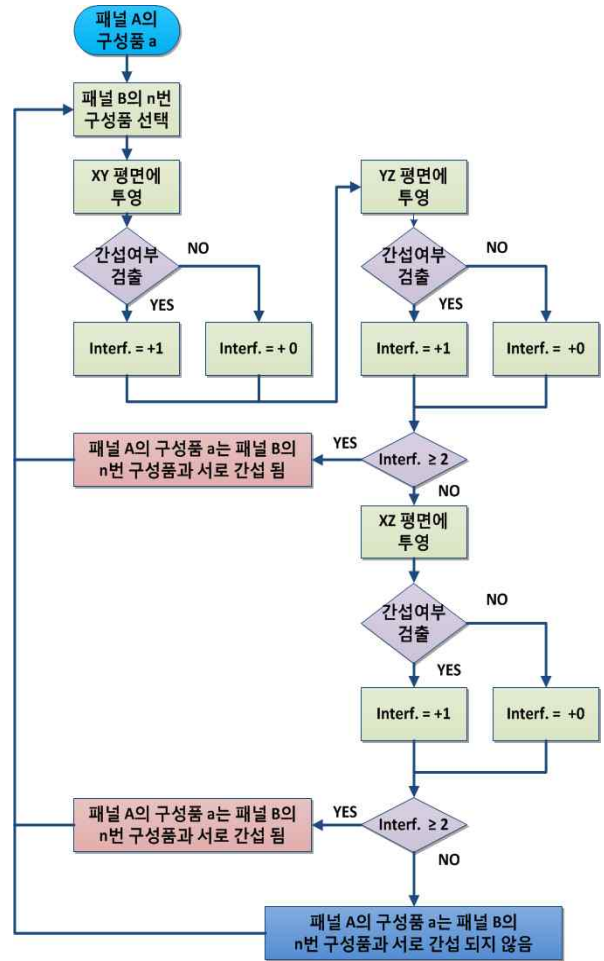 패널 A의
구성품 a
패널 B의 n번
구성품 선택
XY 평면에
투영
간섭여부
검출
NO
YES
Interf. = +1
Interf. = + 0
YZ 평면에
투영
간섭여부
검출
NO
YES
Interf. = +1
Interf. = +0
Interf. ≥ 2
YES
패널 A의 구성품 a는 패널 B의
n번 구성품과 서로 간섭 됨
NO
XZ 평면에
투영
간섭여부
검출
NO
YES
Interf. = +1
Interf. = +0
Interf. ≥ 2
YES
패널 A의 구성품 a는 패널 B의
n번 구성품과 서로 간섭 됨
NO
패널 A의 구성품 a는 패널 B의
n번 구성품과 서로 간섭 되지 않음